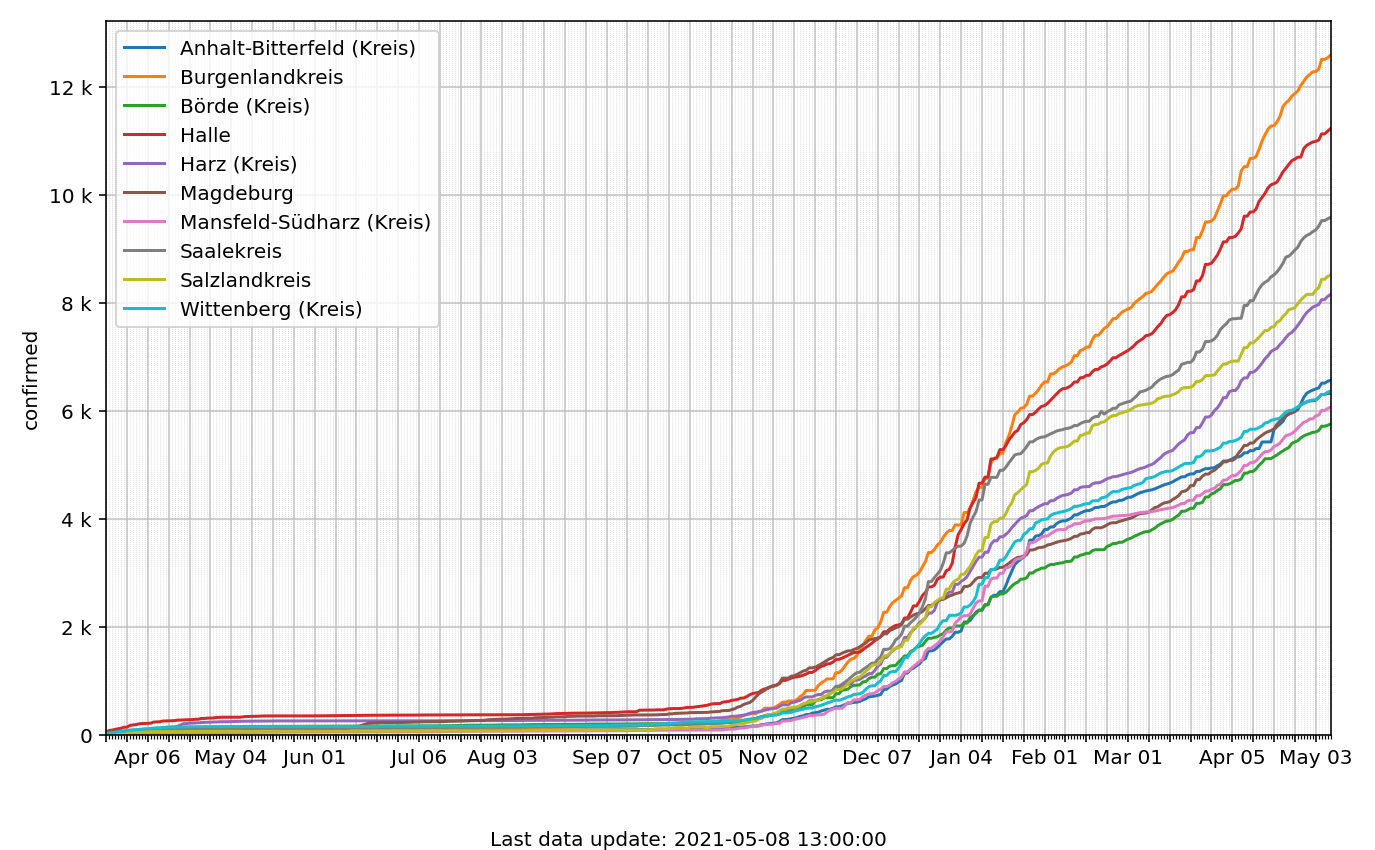 Anhalt-Bitterfeld (Kreis)
Burgenlandkreis
Börde (Kreis)
Halle
Harz (Kreis)
Magdeburg
Mansfeld-Südharz (Kreis)
Saalekreis
Salzlandkreis
Wittenberg (Kreis)
12 k
10 k
8 k
6 k
4 k
2 k
0
confirmed
Apr 06 May 04 Jun 01 Jul 06 Aug 03 Sep 07 Oct 05 Nov 02 Dec 07 Jan 04 Feb 01 Mar 01 Apr 05 May 03
Last data update: 2021-05-08 13:00:00